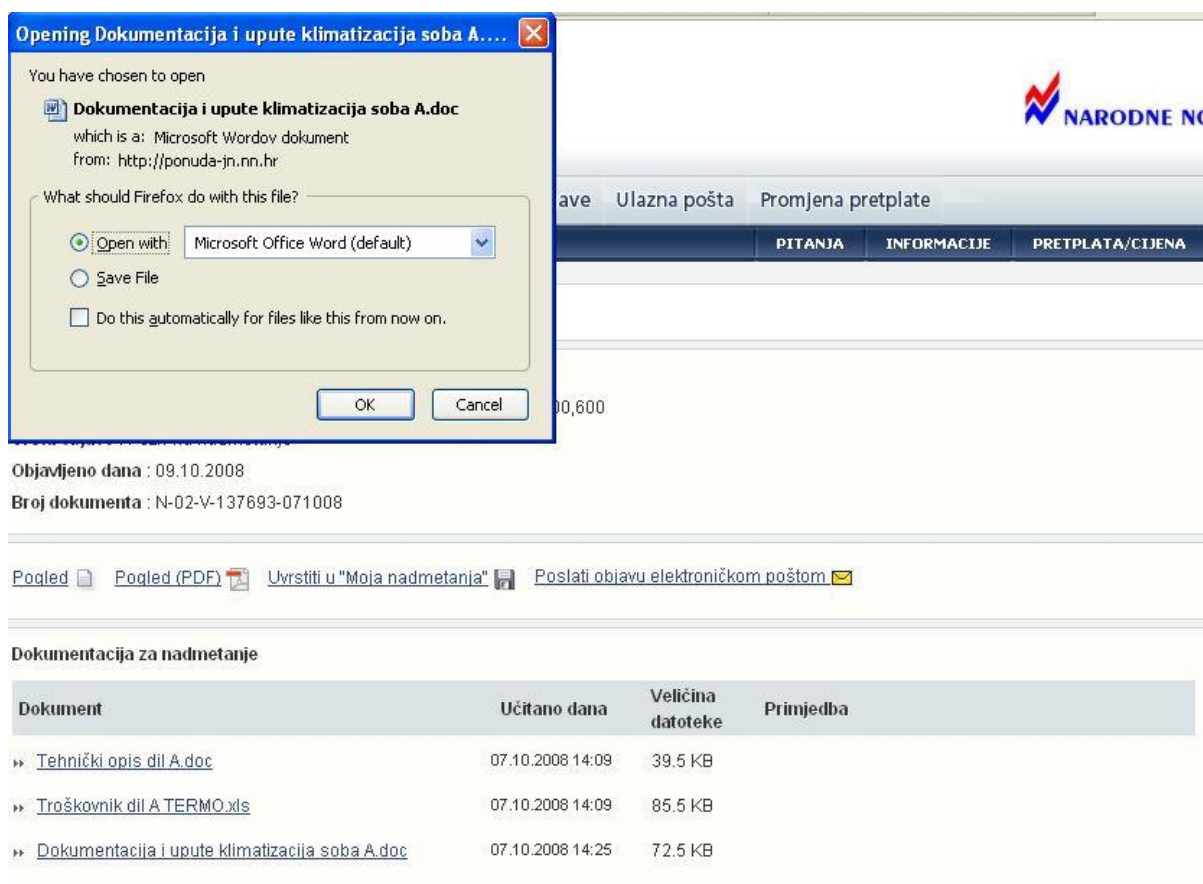 Opening Dokumentacija i upute klimatizacija soba A....
You have chosen to open
Dokumentacija i upute klimatizacija soba A.doc
which is a: Microsoft Wordov dokument
from: http://ponuda-jn.nn.hr
What should Firefox do with this file?
Open with Microsoft Office Word (default)
Save File
Do this automatically for files like this from now on.
OK Cancel
NARODNE NO
ave Ulazna pošta Promjena pretplate
PITANJA INFORMACIJE PRETPLATA/CIJENA
00,600
Objavljeno dana : 09.10.2008
Broj dokumenta : N-02-V-137693-071008
Pogled Pogled (PDF) Uvrstiti u "Moja nadmetanja" Poslati objavu elektroničkom poštom
Dokumentacija za nadmetanje
Dokument Učitano dana Veličina datoteke Primjedba
Tehnički opis dil A.doc 07.10.2008 14:09 39.5 KB
Troškovnik dil A TERMO.xls 07.10.2008 14:09 85.5 KB
Dokumentacija i upute klimatizacija soba A.doc 07.10.2008 14:25 72.5 KB